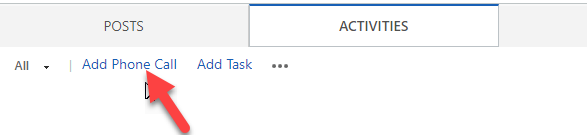 POSTS ACTIVITIES
All | Add Phone Call Add Task •••